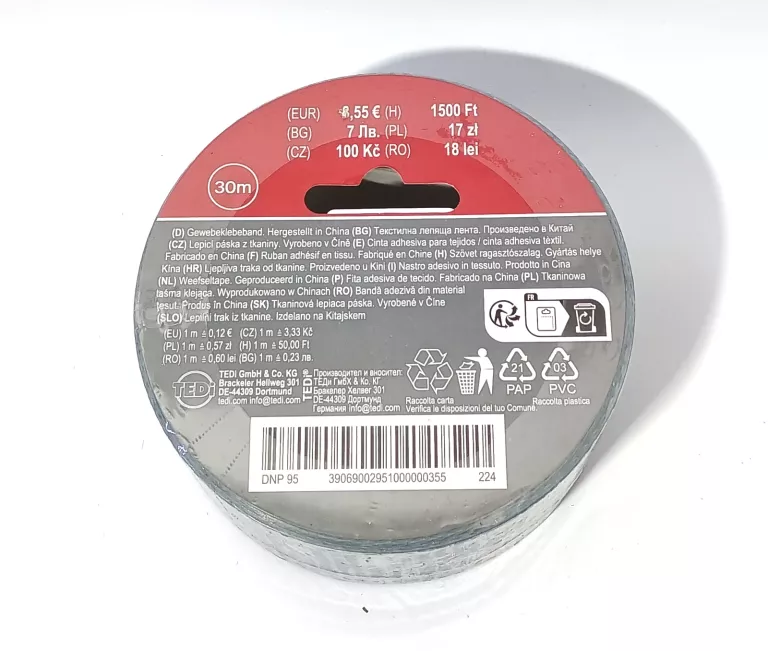 (EUR) 3,55 € (H) 1500 Ft
(BG) 7 Лв. (PL) 17 zł
(CZ) 100 Kč (RO) 18 lei
30m
(D) Gewebeklebeband. Hergestellt in China (BG) Текстилна лепяща лента. Произведено в Китай
(CZ) Lepicí páska z tkaniny. Vyrobeno v Číně (E) Cinta adhesiva para tejidos / cinta adhesiva textil.
Fabricado en China (F) Ruban adhésif en tissu. Fabriqué en Chine (H) Szövet ragasztószalag. Gyártás helye
Kína (HR) Ljepljiva traka od tkanine. Proizvedeno u Kini (I) Nastro adesivo in tessuto. Prodotto in Cina
(NL) Weefseltape. Geproduceerd in China (P) Fita adesiva de tecido. Fabricado na China (PL) Tkaninowa
taśma klejąca. Wyprodukowano w Chinach (RO) Bandă adezivă din material
țesut. Produs în China (SK) Tkaninová lepiaca páska. Vyrobené v Číne
(SLO) Lepilni trak iz tkanine. Izdelano na Kitajskem
(EU) 1 m ≙ 0,12 € (CZ) 1 m ≙ 3,33 Kč
(PL) 1 m ≙ 0,57 zł (H) 1 m ≙ 50,00 Ft
(RO) 1 m ≙ 0,60 lei (BG) 1 m ≙ 0,23 лв.
FR
TEDi
TEDi GmbH & Co. KG
Brackeler Hellweg 301
DE-44309 Dortmund
tedi.com info@tedi.com
TEDi®
Производител и вносител:
ТЕДи ГмбХ & Ко. КГ
Бракелер Хелвег 301
DE-44309 Дортмунд
Германия info@tedi.com
21
PAP
03
PVC
Raccolta carta
Raccolta plastica
Verifica le disposizioni del tuo Comune.
DNP 95 39069002951000000355 224